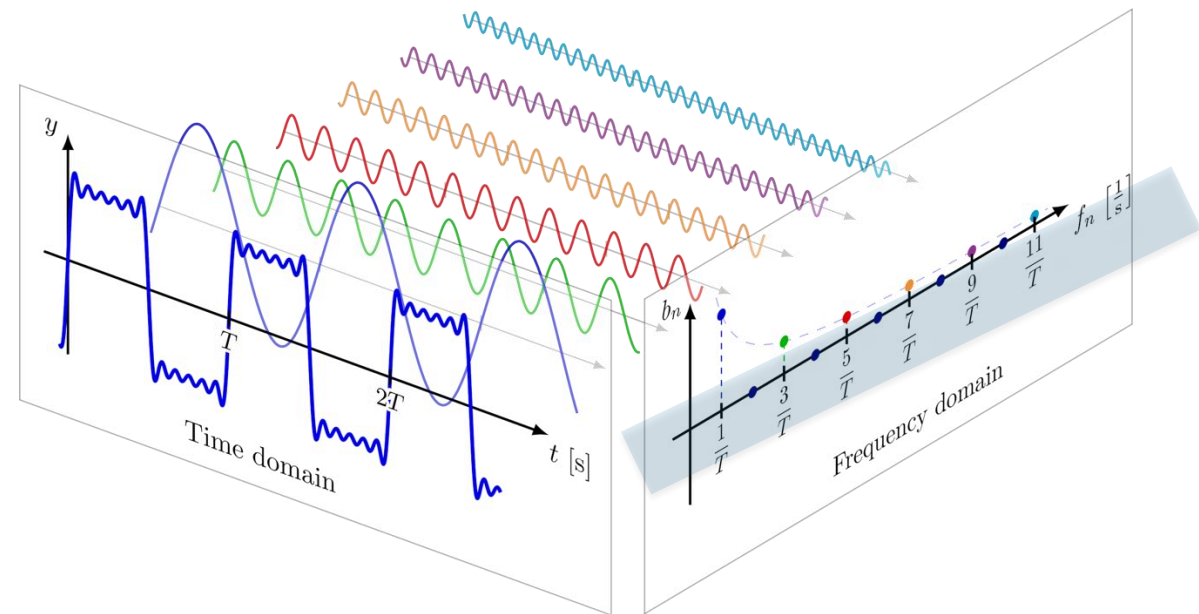 y
T
2T
t [s]
Time domain
b_n
f_n [1/s]
1/T
3/T
5/T
7/T
9/T
11/T
Frequency domain